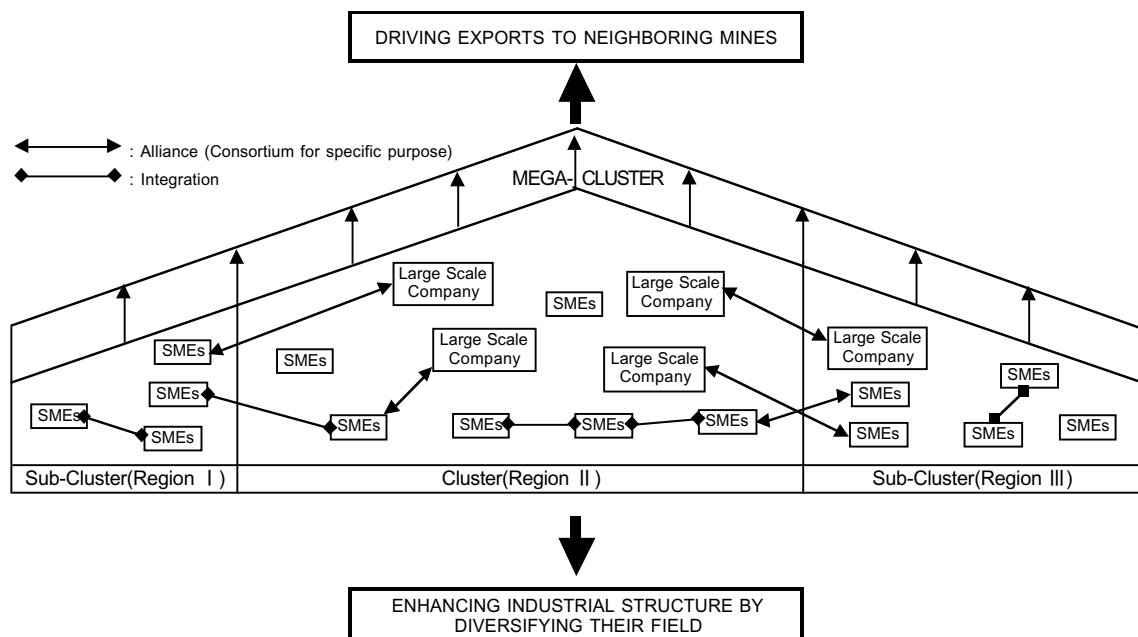 DRIVING EXPORTS TO NEIGHBORING MINES
: Alliance (Consortium for specific purpose)
: Integration
MEGA- CLUSTER
Large Scale
Company
SMEs
Large Scale
Company
SMEs
SMEs
Large Scale
Company
Large Scale
Company
Large Scale
Company
SMEs
SMEs
SMEs
SMEs
SMEs
SMEs
SMEs
SMEs
SMEs
SMEs
SMEs
SMEs
SMEs
Sub-Cluster(Region Ⅰ)
Cluster(Region Ⅱ)
Sub-Cluster(Region Ⅲ)
ENHANCING INDUSTRIAL STRUCTURE BY
DIVERSIFYING THEIR FIELD